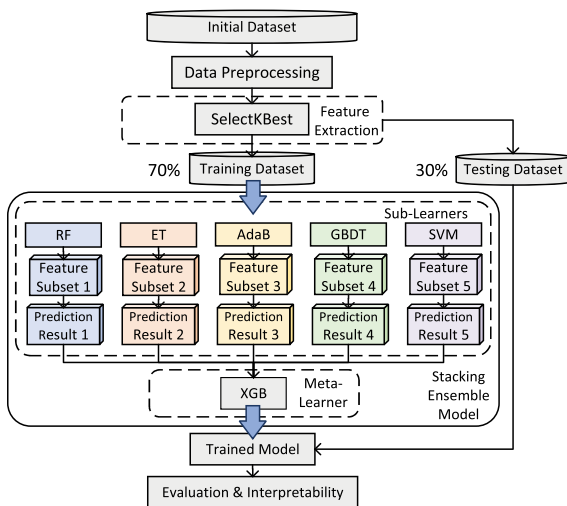 Initial Dataset
Data Preprocessing
SelectKBest
Feature
Extraction
70%
Training Dataset
30%
Testing Dataset
Sub-Learners
RF
ET
AdaB
GBDT
SVM
Feature
Subset 1
Feature
Subset 2
Feature
Subset 3
Feature
Subset 4
Feature
Subset 5
Prediction
Result 1
Prediction
Result 2
Prediction
Result 3
Prediction
Result 4
Prediction
Result 5
XGB
Meta-
Learner
Stacking
Ensemble
Model
Trained Model
Evaluation & Interpretability